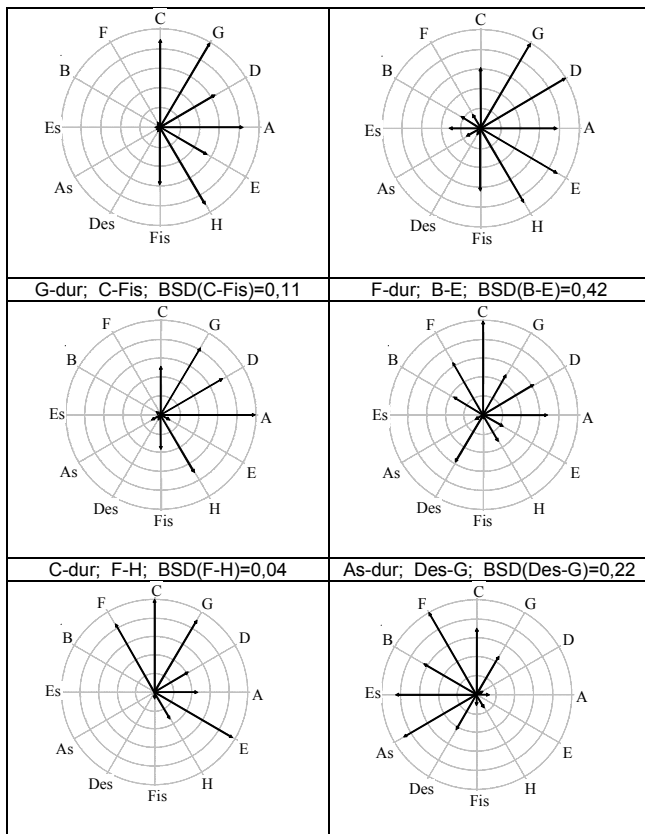 C
F G
B D
Es A
As E
Des H
Fis
C
F G
B D
Es A
As E
Des H
Fis
G-dur; C-Fis; BSD(C-Fis)=0,11
F-dur; B-E; BSD(B-E)=0,42
C
F G
B D
Es A
As E
Des H
Fis
C
F G
B D
Es A
As E
Des H
Fis
C-dur; F-H; BSD(F-H)=0,04
As-dur; Des-G; BSD(Des-G)=0,22
C
F G
B D
Es A
As E
Des H
Fis
C
F G
B D
Es A
As E
Des H
Fis